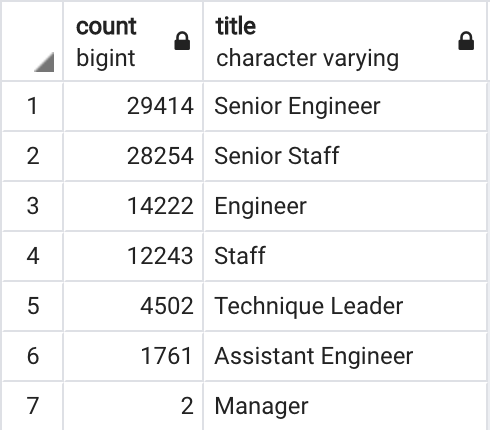 count title
bigint character varying
1 29414 Senior Engineer
2 28254 Senior Staff
3 14222 Engineer
4 12243 Staff
5 4502 Technique Leader
6 1761 Assistant Engineer
7 2 Manager